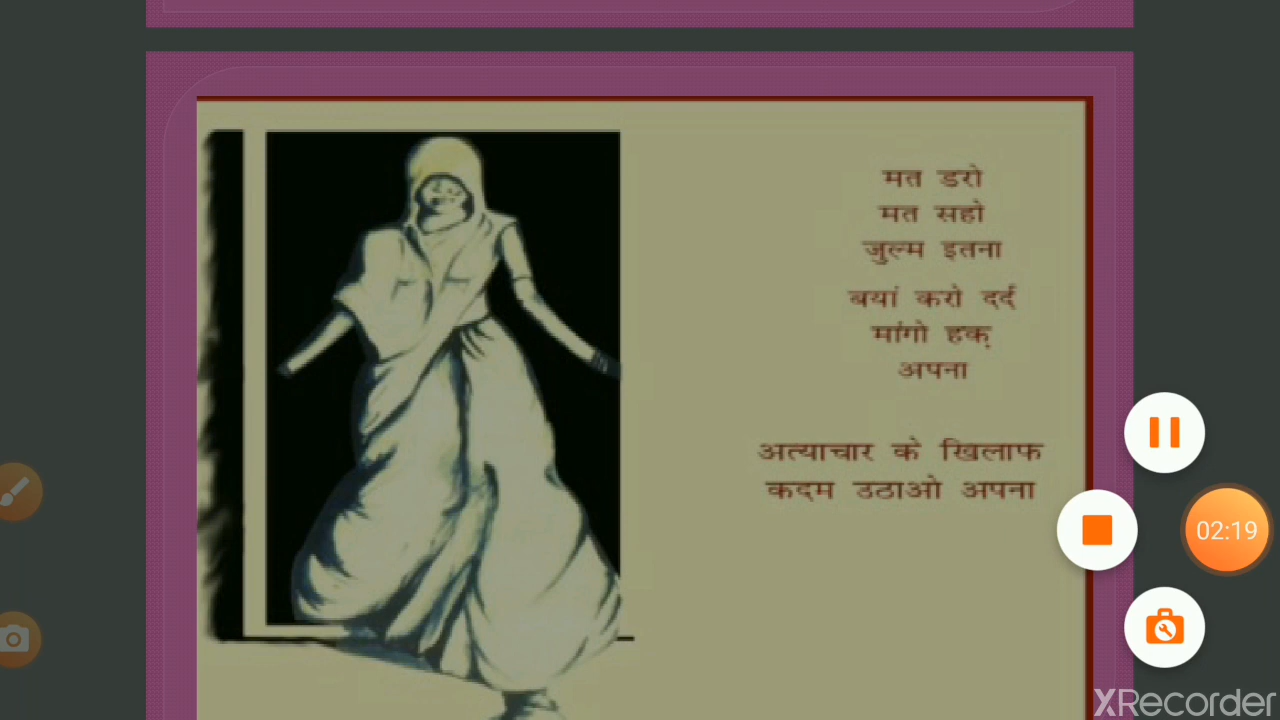 मत डरो
मत सहो
जुल्म इतना
बयां करो दर्द
मांगो हक्
अपना
अत्याचार के खिलाफ
कदम उठाओ अपना
02:19
XRecorder